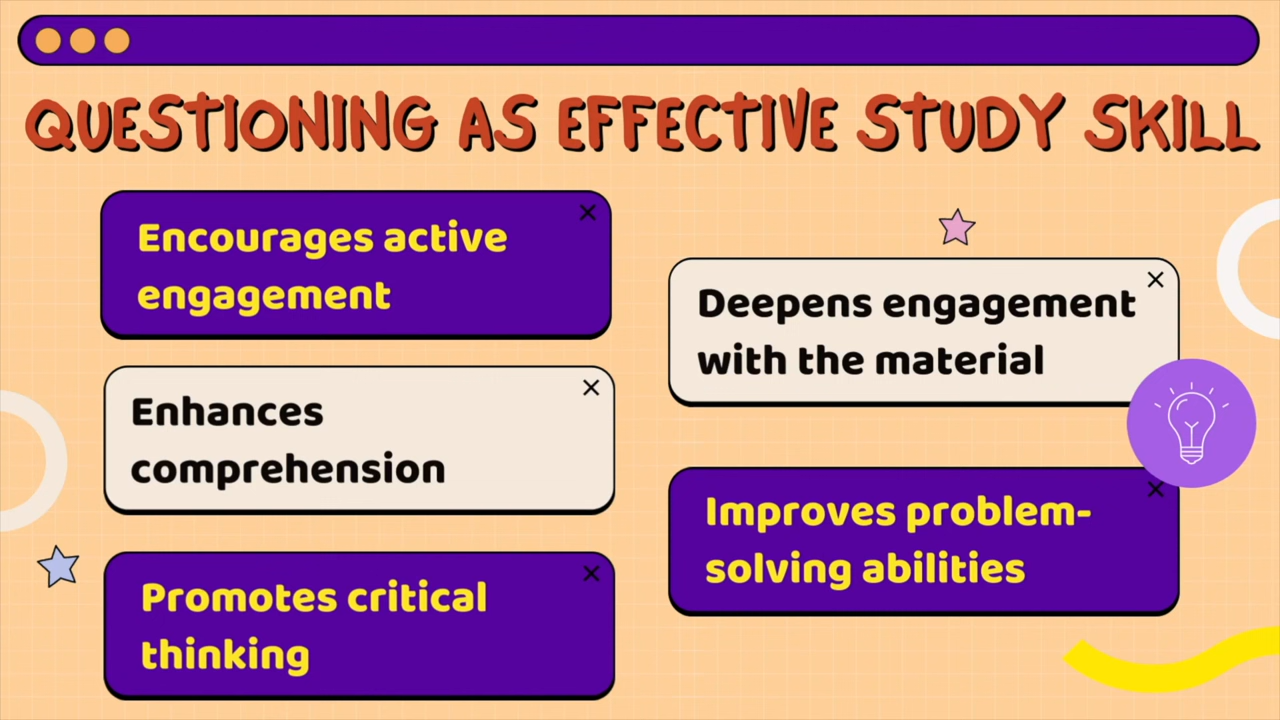 QUESTIONING AS EFFECTIVE STUDY SKILL
Encourages active
engagement
Enhances
comprehension
Promotes critical
thinking
Deepens engagement
with the material
Improves problem-
solving abilities